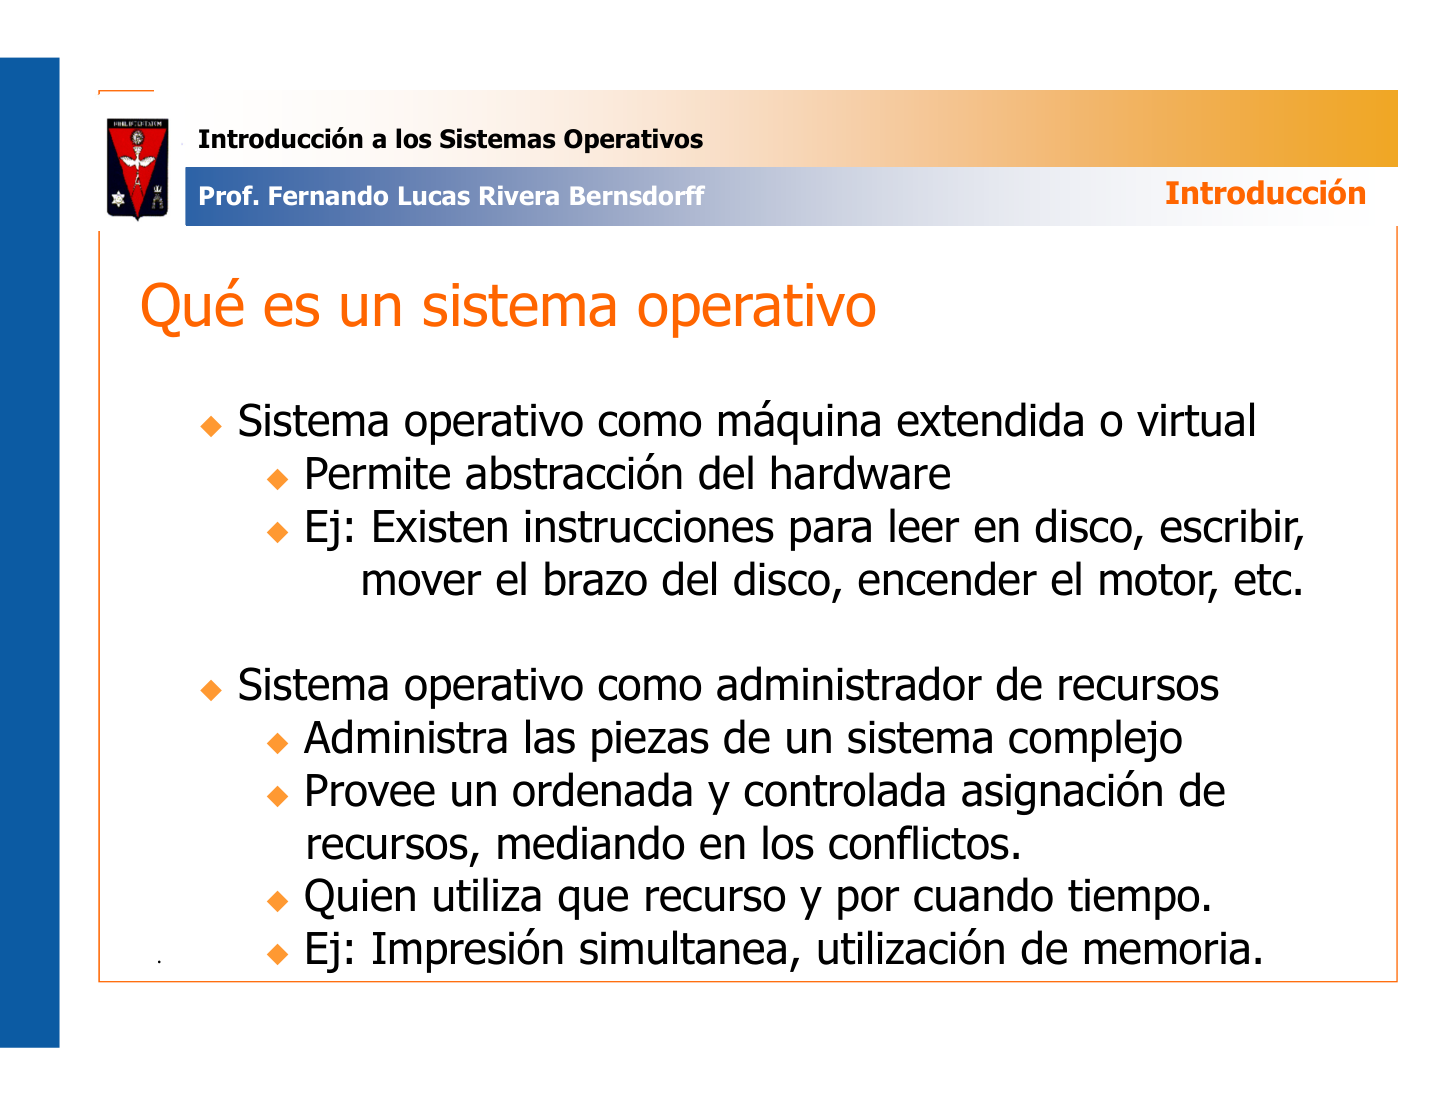 Introducción a los Sistemas Operativos
Prof. Fernando Lucas Rivera Bernsdorff
Introducción
Qué es un sistema operativo
◆ Sistema operativo como máquina extendida o virtual
◆ Permite abstracción del hardware
◆ Ej: Existen instrucciones para leer en disco, escribir,
mover el brazo del disco, encender el motor, etc.
◆ Sistema operativo como administrador de recursos
◆ Administra las piezas de un sistema complejo
◆ Provee un ordenada y controlada asignación de
recursos, mediando en los conflictos.
◆ Quien utiliza que recurso y por cuando tiempo.
◆ Ej: Impresión simultanea, utilización de memoria.
.